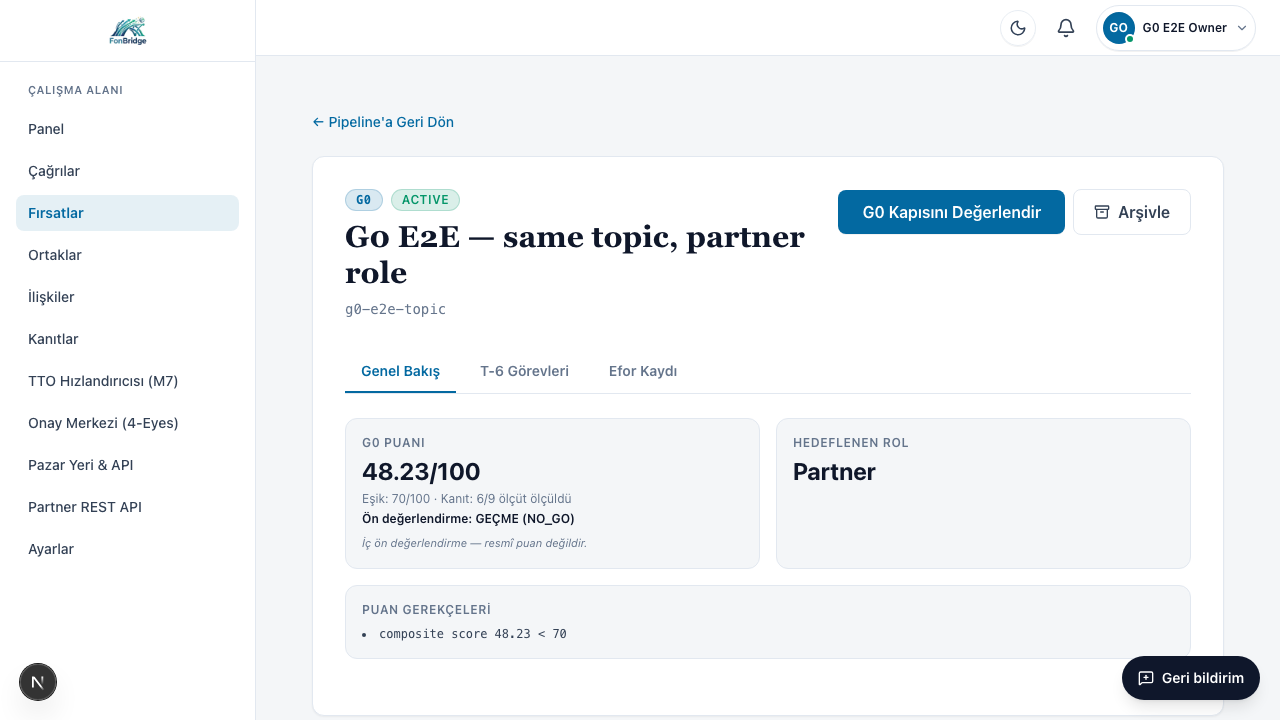 FonBridge
GO
G0 E2E Owner
ÇALIŞMA ALANI
Panel
Çağrılar
Fırsatlar
Ortaklar
İlişkiler
Kanıtlar
TTO Hızlandırıcısı (M7)
Onay Merkezi (4-Eyes)
Pazar Yeri & API
Partner REST API
Ayarlar
N
← Pipeline'a Geri Dön
G0
ACTIVE
G0 E2E — same topic, partner
role
g0-e2e-topic
G0 Kapısını Değerlendir
Arşivle
Genel Bakış
T-6 Görevleri
Efor Kaydı
G0 PUANI
48.23/100
Eşik: 70/100 · Kanıt: 6/9 ölçüt ölçüldü
Ön değerlendirme: GEÇME (NO_GO)
İç ön değerlendirme — resmî puan değildir.
HEDEFLENEN ROL
Partner
PUAN GEREKÇELERİ
• composite score 48.23 < 70
Geri bildirim